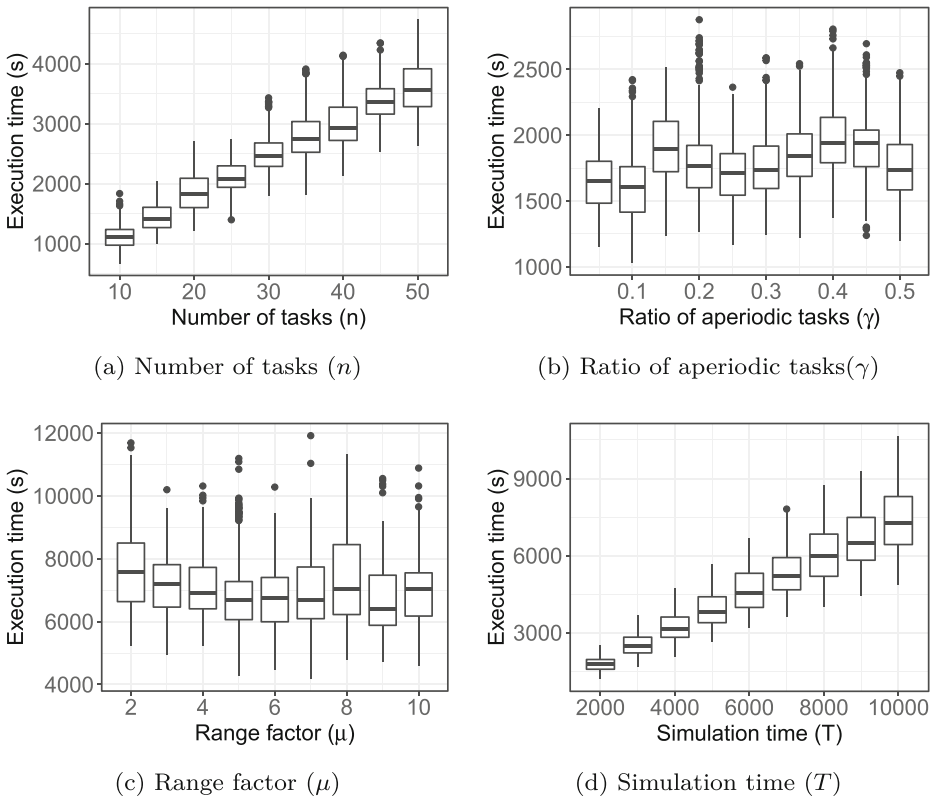 Execution time (s)
4000
3000
2000
1000
10 20 30 40 50
Number of tasks (n)
(a) Number of tasks (n)
Execution time (s)
2500
2000
1500
1000
0.1 0.2 0.3 0.4 0.5
Ratio of aperiodic tasks (γ)
(b) Ratio of aperiodic tasks(γ)
Execution time (s)
12000
10000
8000
6000
4000
2 4 6 8 10
Range factor (μ)
(c) Range factor (μ)
Execution time (s)
9000
6000
3000
2000 4000 6000 8000 10000
Simulation time (T)
(d) Simulation time (T)